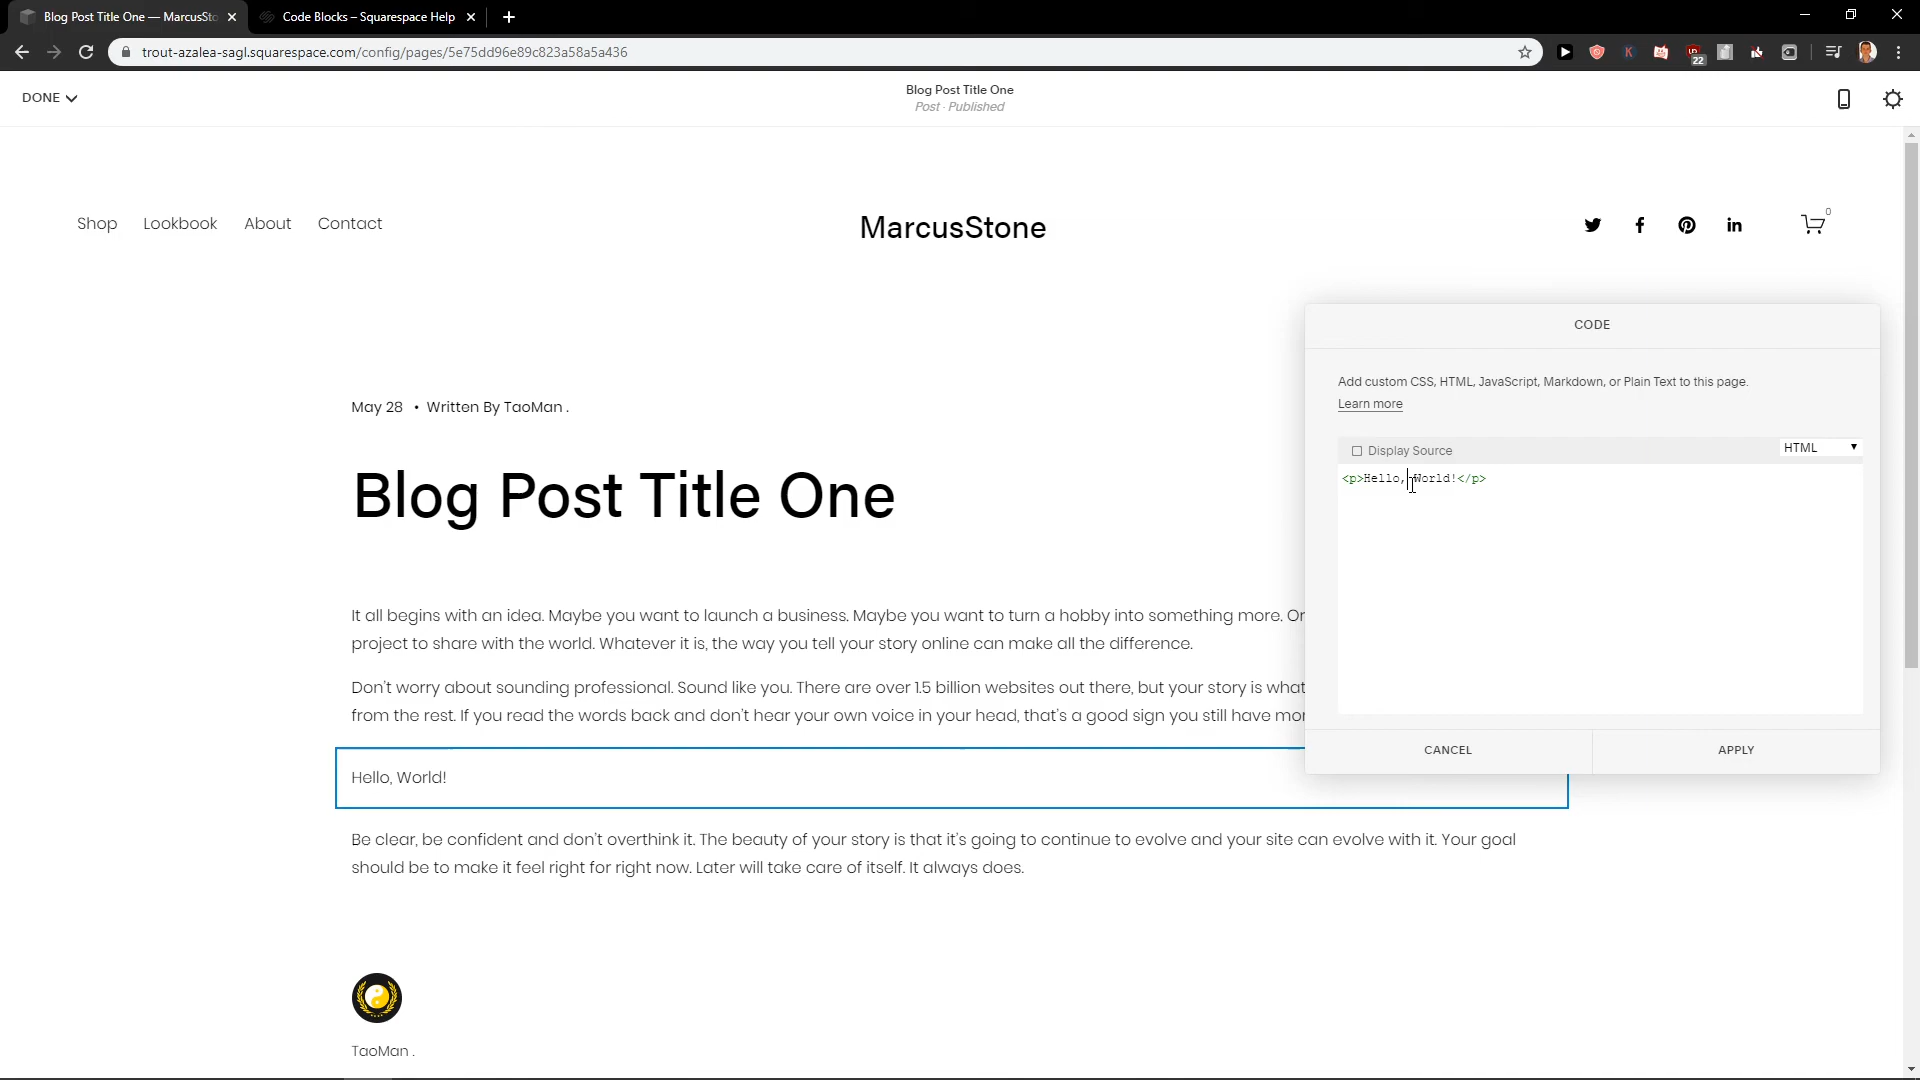 Blog Post Title One — MarcusSto
Code Blocks – Squarespace Help
trout-azalea-sagl.squarespace.com/config/pages/5e75dd96e89c823a58a5a436
22
DONE
Blog Post Title One
Post · Published
Shop Lookbook About Contact
MarcusStone
0
May 28 • Written By TaoMan .
Blog Post Title One
It all begins with an idea. Maybe you want to launch a business. Maybe you want to turn a hobby into something more. Or
project to share with the world. Whatever it is, the way you tell your story online can make all the difference.
Don't worry about sounding professional. Sound like you. There are over 1.5 billion websites out there, but your story is what
from the rest. If you read the words back and don't hear your own voice in your head, that's a good sign you still have mor
Hello, World!
Be clear, be confident and don't overthink it. The beauty of your story is that it's going to continue to evolve and your site can evolve with it. Your goal
should be to make it feel right for right now. Later will take care of itself. It always does.
TaoMan .
CODE
Add custom CSS, HTML, JavaScript, Markdown, or Plain Text to this page.
Learn more
Display Source
HTML
<p>Hello, World!</p>
CANCEL
APPLY